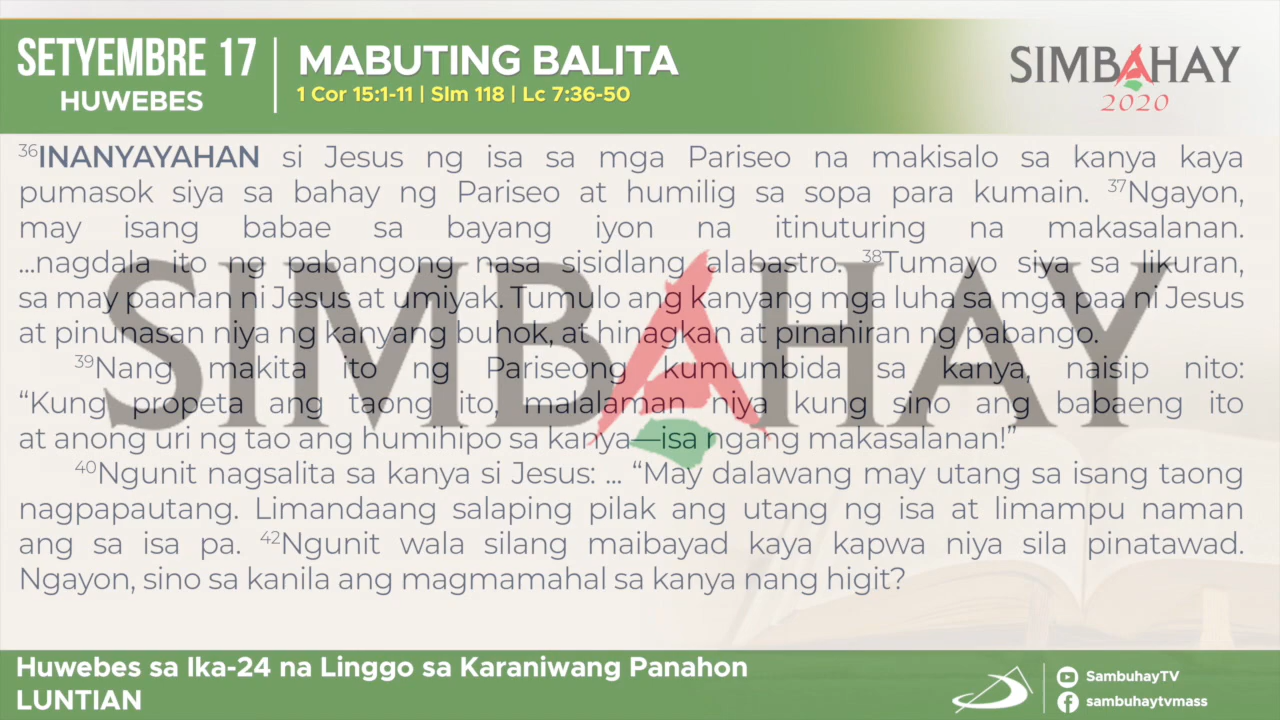 SETYEMBRE 17
HUWEBES
MABUTING BALITA
1 Cor 15:1-11 | Slm 118 | Lc 7:36-50
SIMBAHAY
2020
36INANYAYAHAN si Jesus ng isa sa mga Pariseo na makisalo sa kanya kaya
pumasok siya sa bahay ng Pariseo at humilig sa sopa para kumain. 37Ngayon,
may isang babae sa bayang iyon na itinuturing na makasalanan.
...nagdala ito ng pabangong nasa sisidlang alabastro. 38Tumayo siya sa likuran,
sa may paanan ni Jesus at umiyak. Tumulo ang kanyang mga luha sa mga paa ni Jesus
at pinunasan niya ng kanyang buhok, at hinagkan at pinahiran ng pabango.
39Nang makita ito ng Pariseong kumumbida sa kanya, naisip nito:
“Kung propeta ang taong ito, malalaman niya kung sino ang babaeng ito
at anong uri ng tao ang humihipo sa kanya—isa ngang makasalanan!”
40Ngunit nagsalita sa kanya si Jesus: ... “May dalawang may utang sa isang taong
nagpapautang. Limandaang salaping pilak ang utang ng isa at limampu naman
ang sa isa pa. 42Ngunit wala silang maibayad kaya kapwa niya sila pinatawad.
Ngayon, sino sa kanila ang magmamahal sa kanya nang higit?
SIMBAHAY
Huwebes sa Ika-24 na Linggo sa Karaniwang Panahon
LUNTIAN
SambuhayTV
sambuhaytvmass